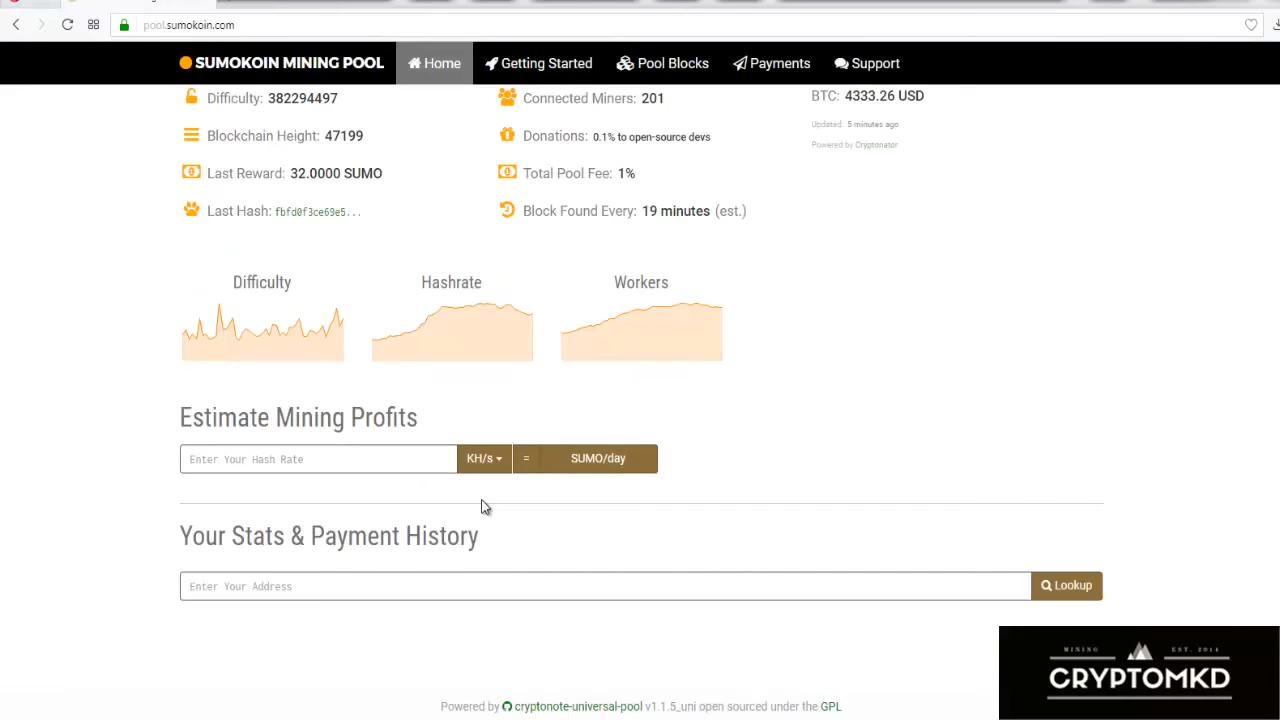 pool.sumokoin.com
SUMOKOIN MINING POOL Home Getting Started Pool Blocks Payments Support
Difficulty: 382294497 Connected Miners: 201 BTC: 4333.26 USD
Updated: 5 minutes ago
Blockchain Height: 47199 Donations: 0.1% to open-source devs
Powered by Cryptonator
Last Reward: 32.0000 SUMO Total Pool Fee: 1%
Last Hash: fbfd0f3ce69e5... Block Found Every: 19 minutes (est.)
Difficulty Hashrate Workers
Estimate Mining Profits
Enter Your Hash Rate KH/s = SUMO/day
Your Stats & Payment History
Enter Your Address Lookup
MINING EST. 2014
CRYPTOMKD
Powered by cryptonote-universal-pool v1.1.5_uni open sourced under the GPL